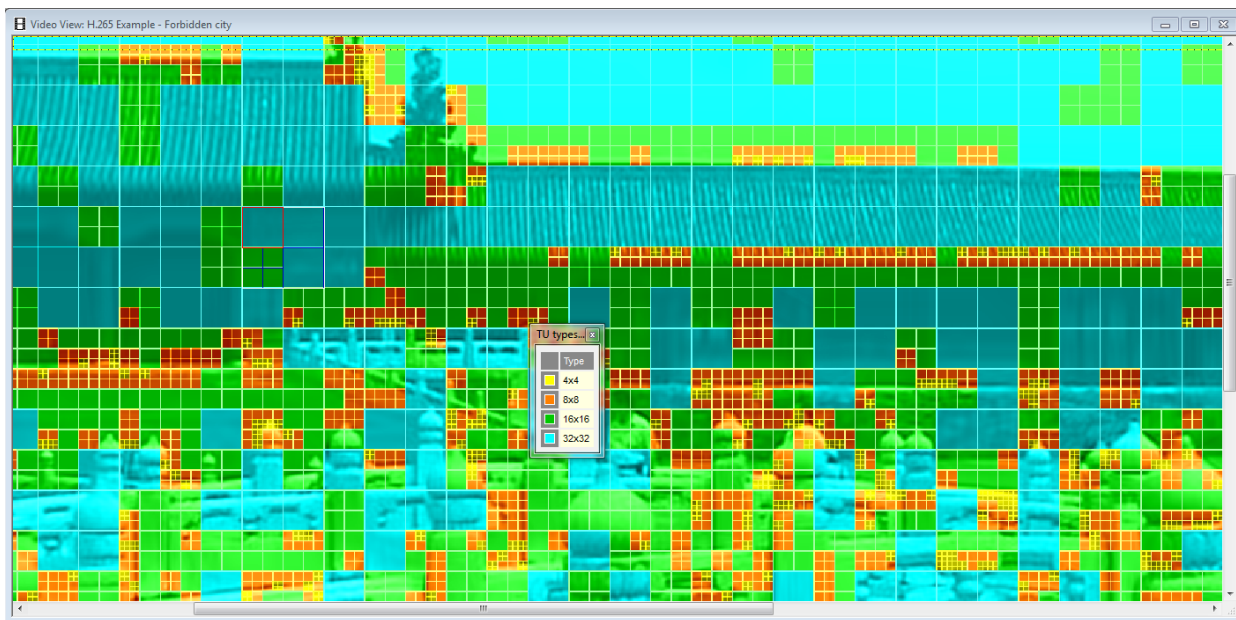 Video View: H.265 Example - Forbidden city
TU types...
Type
4x4
8x8
16x16
32x32